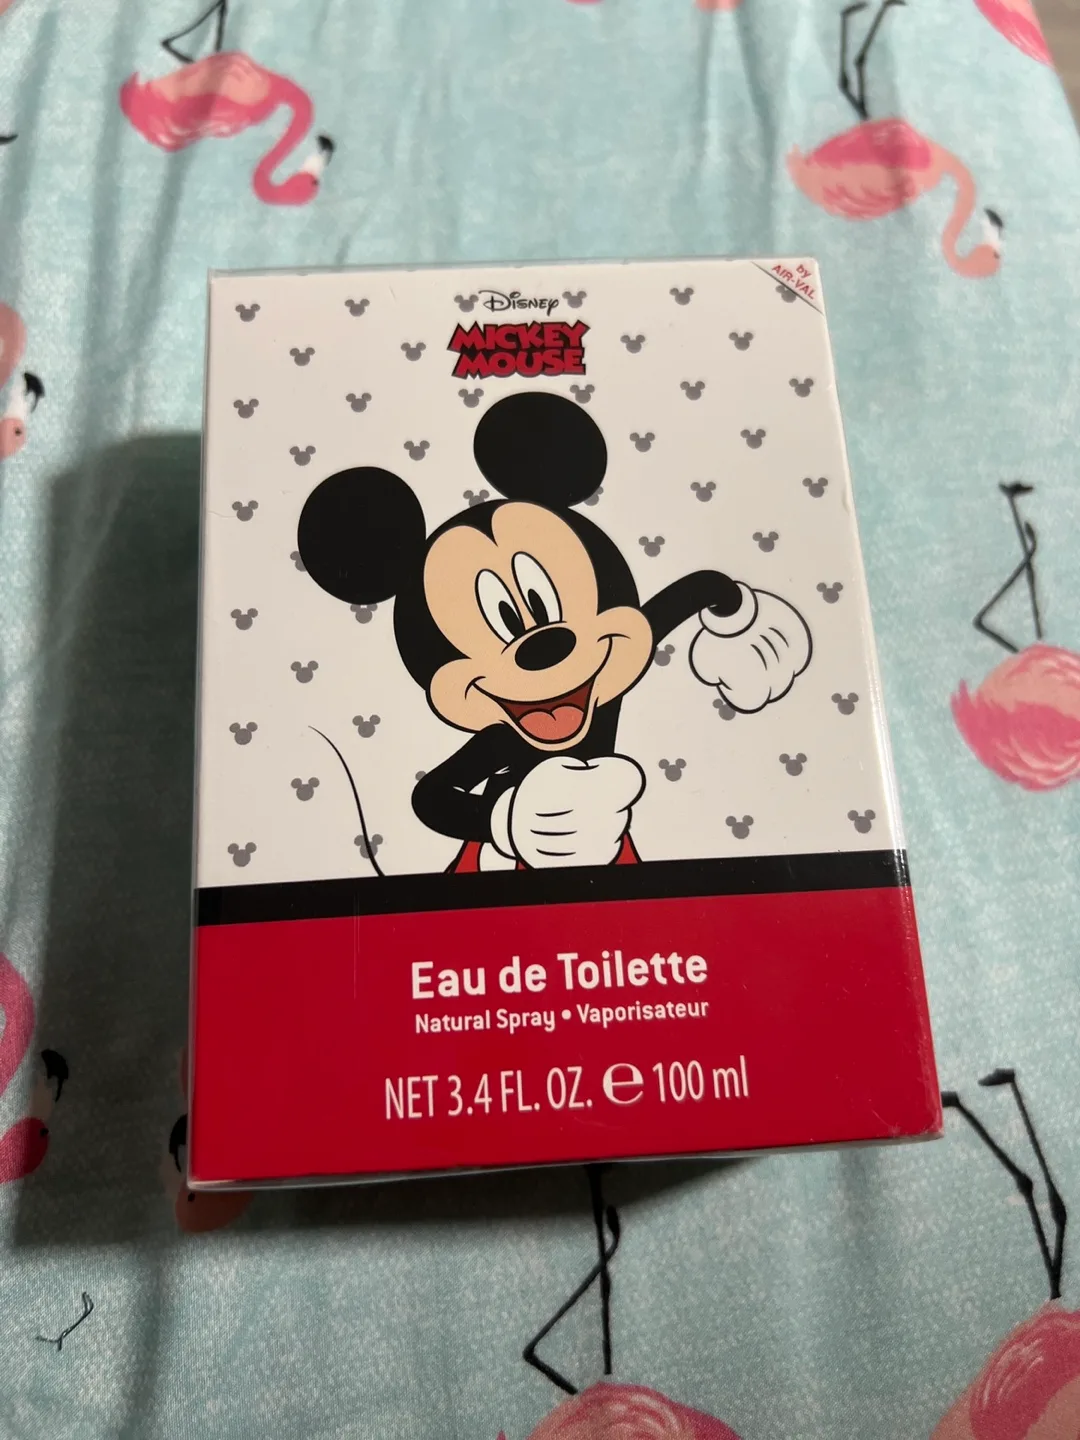 by
AIR-VAL
Disney
MICKEY
MOUSE
Eau de Toilette
Natural Spray • Vaporisateur
NET 3.4 FL. OZ. ℮ 100 ml